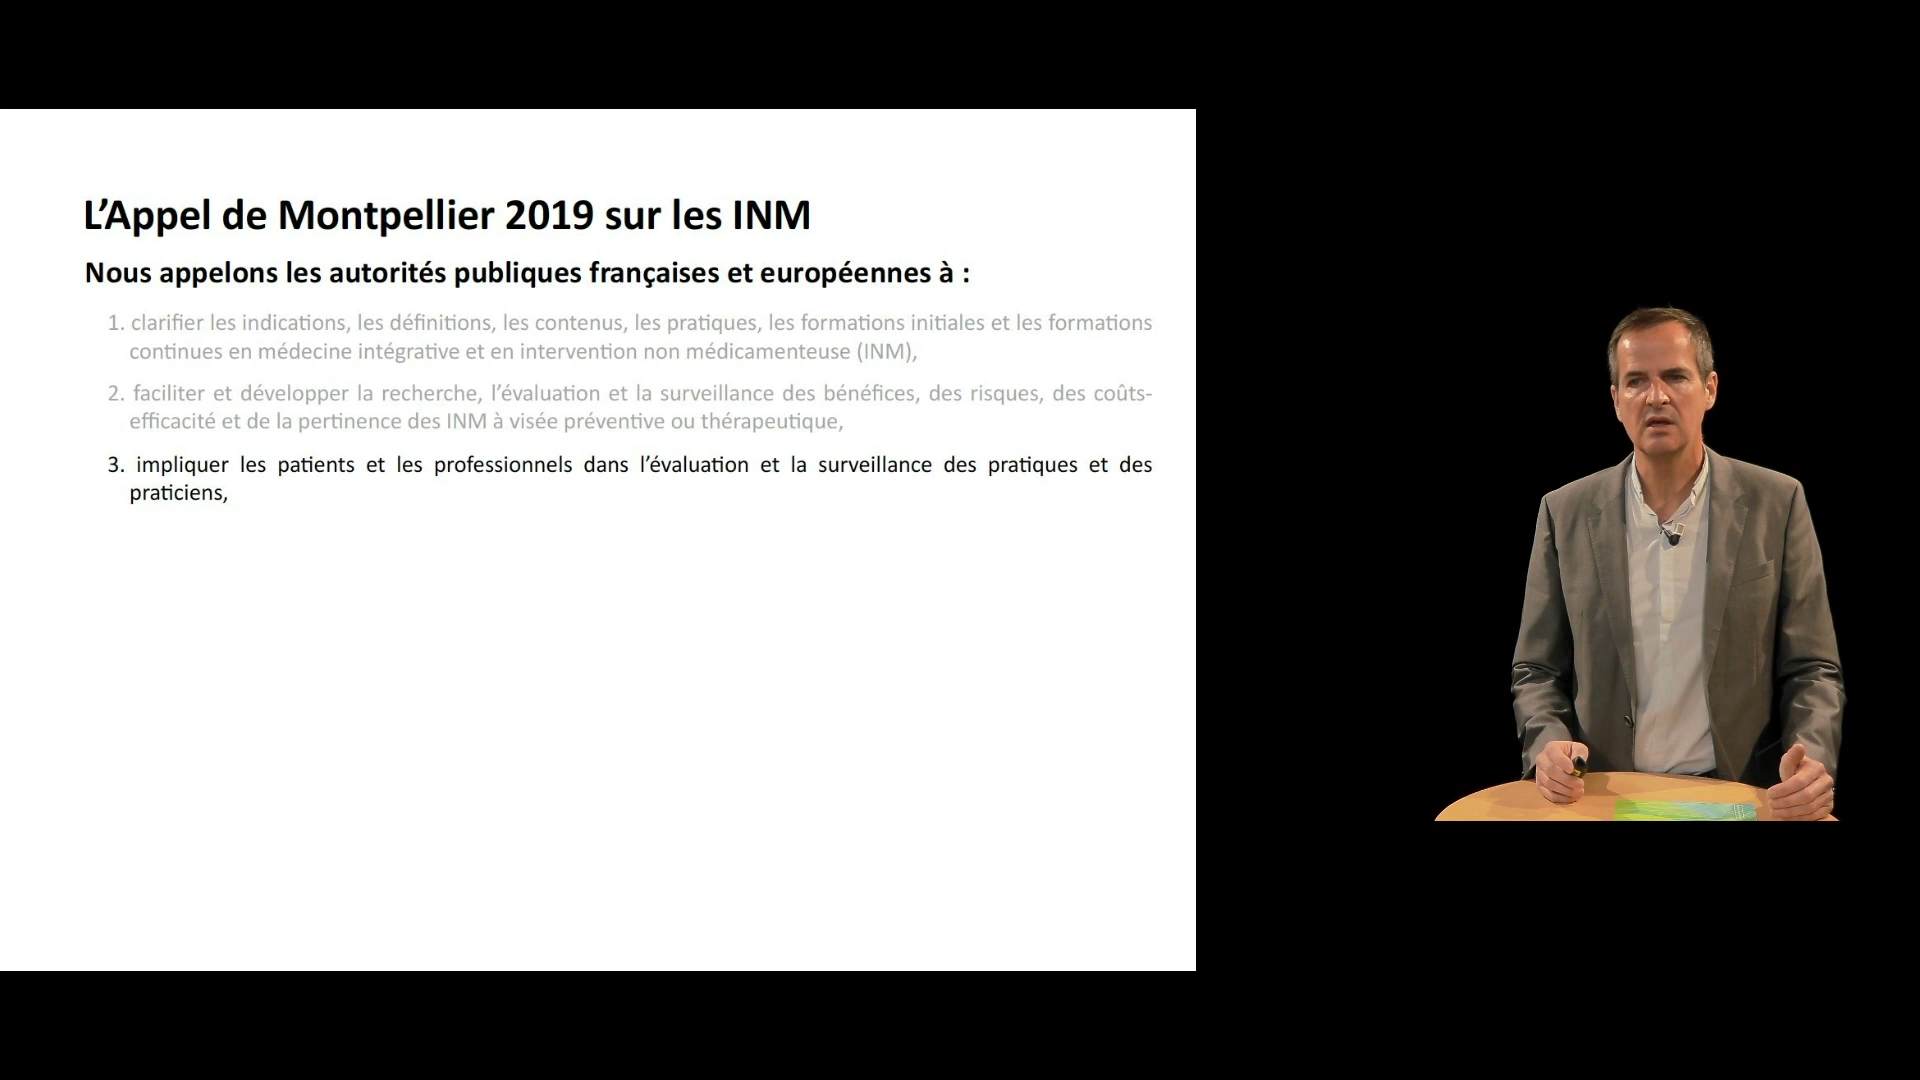 L’Appel de Montpellier 2019 sur les INM
Nous appelons les autorités publiques françaises et européennes à :
1. clarifier les indications, les définitions, les contenus, les pratiques, les formations initiales et les formations
continues en médecine intégrative et en intervention non médicamenteuse (INM),
2. faciliter et développer la recherche, l’évaluation et la surveillance des bénéfices, des risques, des coûts-
efficacité et de la pertinence des INM à visée préventive ou thérapeutique,
3. impliquer les patients et les professionnels dans l’évaluation et la surveillance des pratiques et des
praticiens,